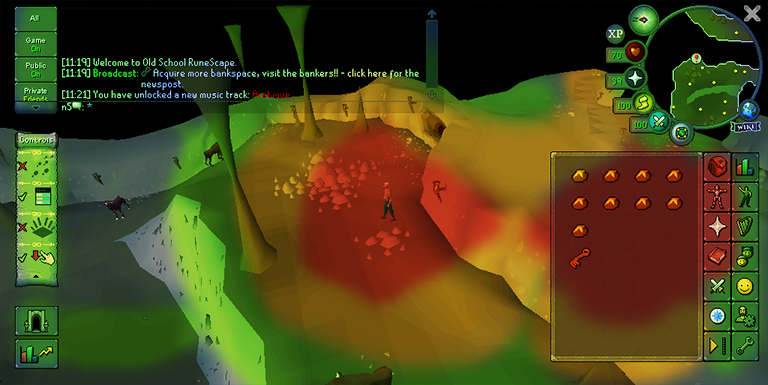 All
Game
On
Public
On
Private
Friends
[11:19] Welcome to Old School RuneScape.
[11:19] Broadcast: Acquire more bankspace, visit the bankers!! - click here for the
newspost.
[11:21] You have unlocked a new music track:
Controls
XP
70
99
100
100
WIKI